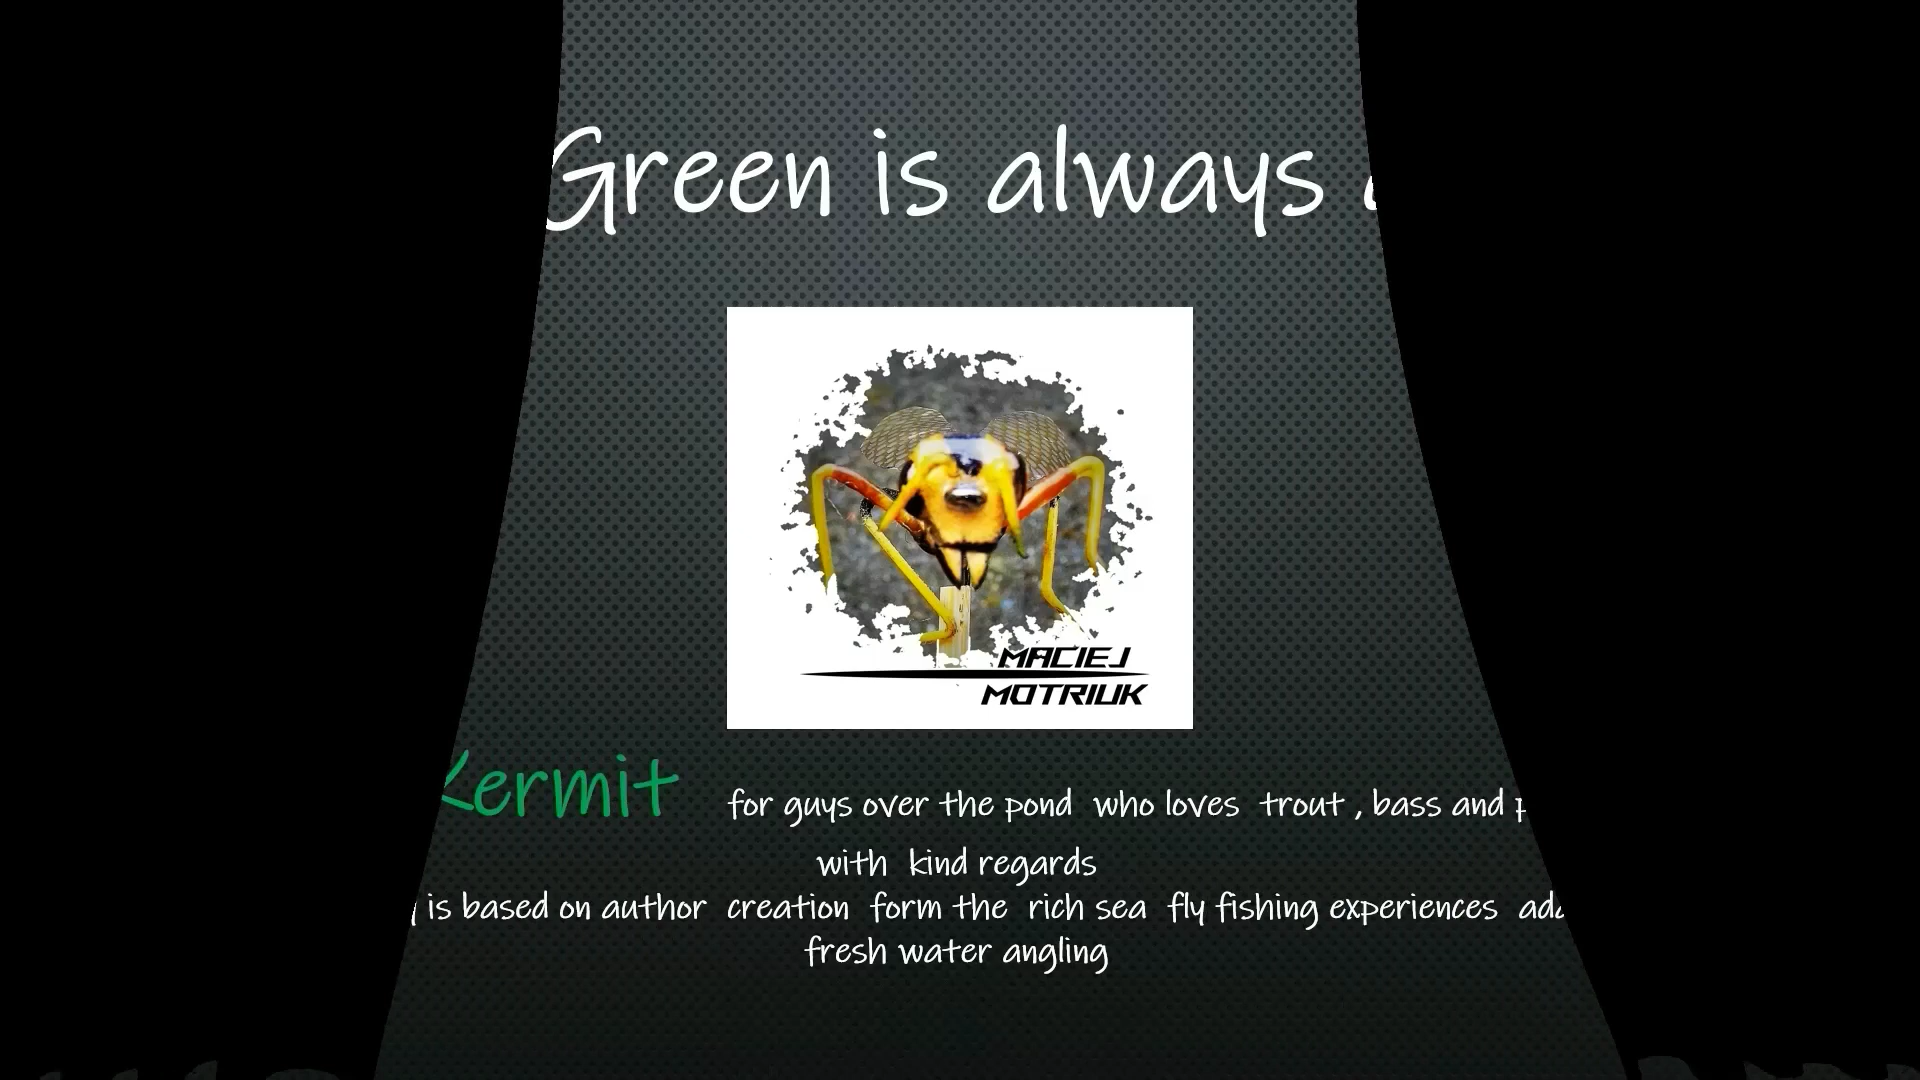 Green is always
MACIEJ
MOTRIUK
Kermit for guys over the pond who loves trout , bass and
with kind regards
is based on author creation form the rich sea fly fishing experiences
fresh water angling